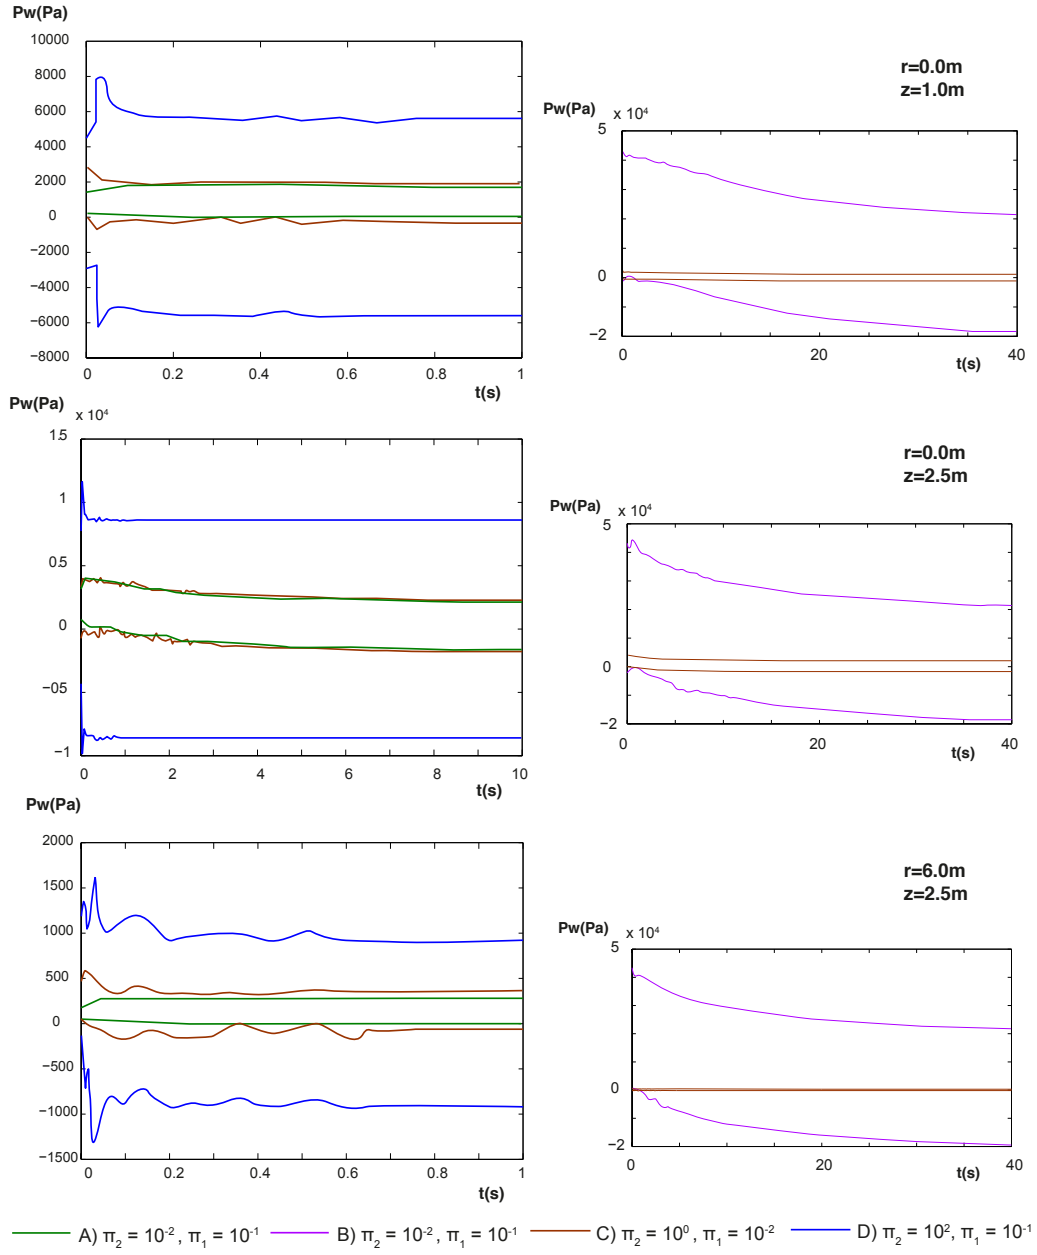 Pw(Pa)
10000
8000
6000
4000
2000
0
−2000
−4000
−6000
−8000
0 0.2 0.4 0.6 0.8 1
t(s)
r=0.0m
z=1.0m
Pw(Pa) x 10⁴
5
0
−2
0 20 40
t(s)
Pw(Pa)
x 10⁴
1.5
1
0.5
0
−05
−1
0 2 4 6 8 10
t(s)
r=0.0m
z=2.5m
Pw(Pa) x 10⁴
5
0
−2
0 20 40
t(s)
Pw(Pa)
2000
1500
1000
500
0
−500
−1000
−1500
0 0.2 0.4 0.6 0.8 1
t(s)
r=6.0m
z=2.5m
Pw(Pa) x 10⁴
5
0
−2
0 20 40
t(s)
A) π₂ = 10⁻², π₁ = 10⁻¹ B) π₂ = 10⁻², π₁ = 10⁻¹ C) π₂ = 10⁰, π₁ = 10⁻² D) π₂ = 10², π₁ = 10⁻¹